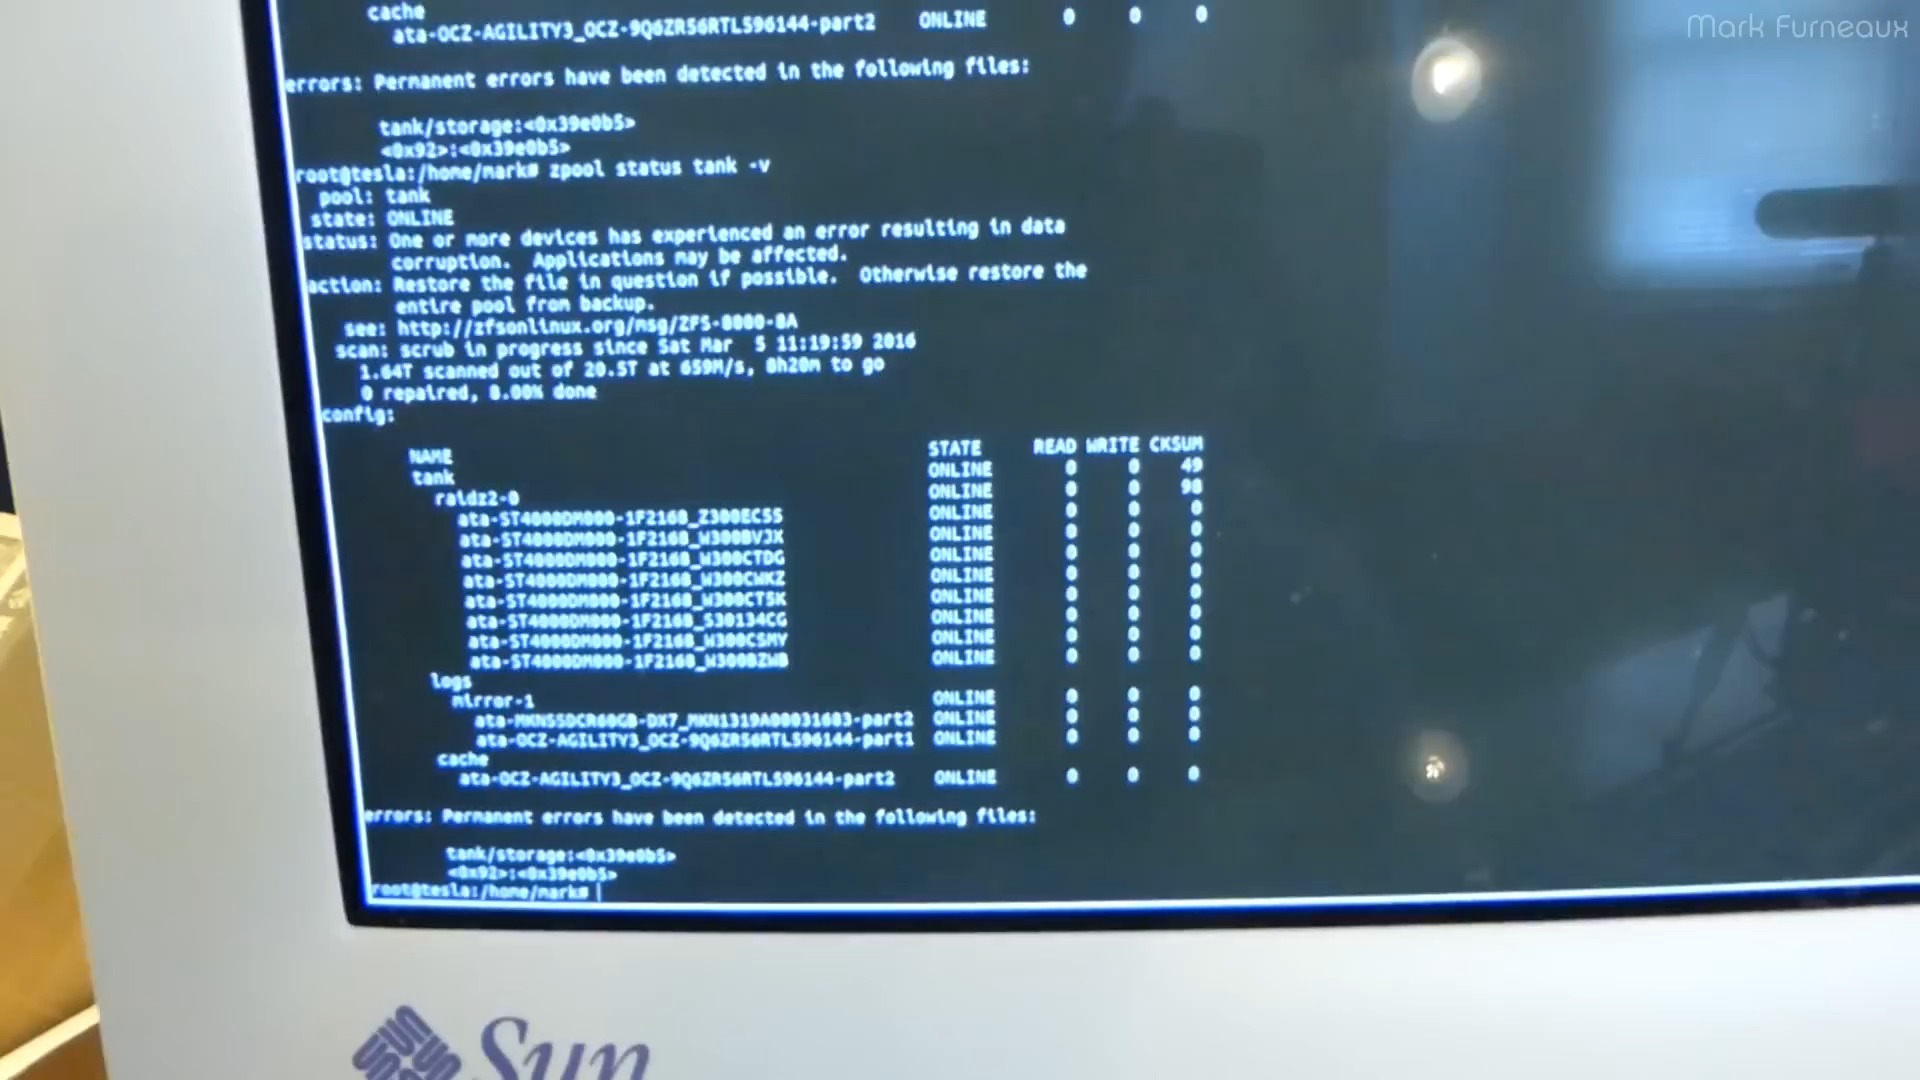 Mark Furneaux
cache
ata-OCZ-AGILITY3_OCZ-9Q6ZR56RTL596144-part2 ONLINE 0 0 0
errors: Permanent errors have been detected in the following files:
tank/storage:<0x39e0b5>
<0x92>:<0x39e0b5>
root@tesla:/home/mark# zpool status tank -v
pool: tank
state: ONLINE
status: One or more devices has experienced an error resulting in data
corruption. Applications may be affected.
action: Restore the file in question if possible. Otherwise restore the
entire pool from backup.
see: http://zfsonlinux.org/msg/ZFS-8000-8A
scan: scrub in progress since Sat Mar 5 11:19:59 2016
1.64T scanned out of 20.5T at 659M/s, 8h20m to go
0 repaired, 8.00% done
config:
NAME STATE READ WRITE CKSUM
tank ONLINE 0 0 49
raidz2-0 ONLINE 0 0 98
ata-ST4000DM000-1F2168_Z300EC55 ONLINE 0 0 0
ata-ST4000DM000-1F2168_W300BVJX ONLINE 0 0 0
ata-ST4000DM000-1F2168_W300CTDG ONLINE 0 0 0
ata-ST4000DM000-1F2168_W300CWKZ ONLINE 0 0 0
ata-ST4000DM000-1F2168_W300CT5K ONLINE 0 0 0
ata-ST4000DM000-1F2168_S30134CG ONLINE 0 0 0
ata-ST4000DM000-1F2168_W300CSMY ONLINE 0 0 0
ata-ST4000DM000-1F2168_W300BZWB ONLINE 0 0 0
logs
mirror-1 ONLINE 0 0 0
ata-MKNSSDCR60GB-DX7_MKN1319A00031683-part2 ONLINE 0 0 0
ata-OCZ-AGILITY3_OCZ-9Q6ZR56RTL596144-part1 ONLINE 0 0 0
cache
ata-OCZ-AGILITY3_OCZ-9Q6ZR56RTL596144-part2 ONLINE 0 0 0
errors: Permanent errors have been detected in the following files:
tank/storage:<0x39e0b5>
<0x92>:<0x39e0b5>
root@tesla:/home/mark#
Sun